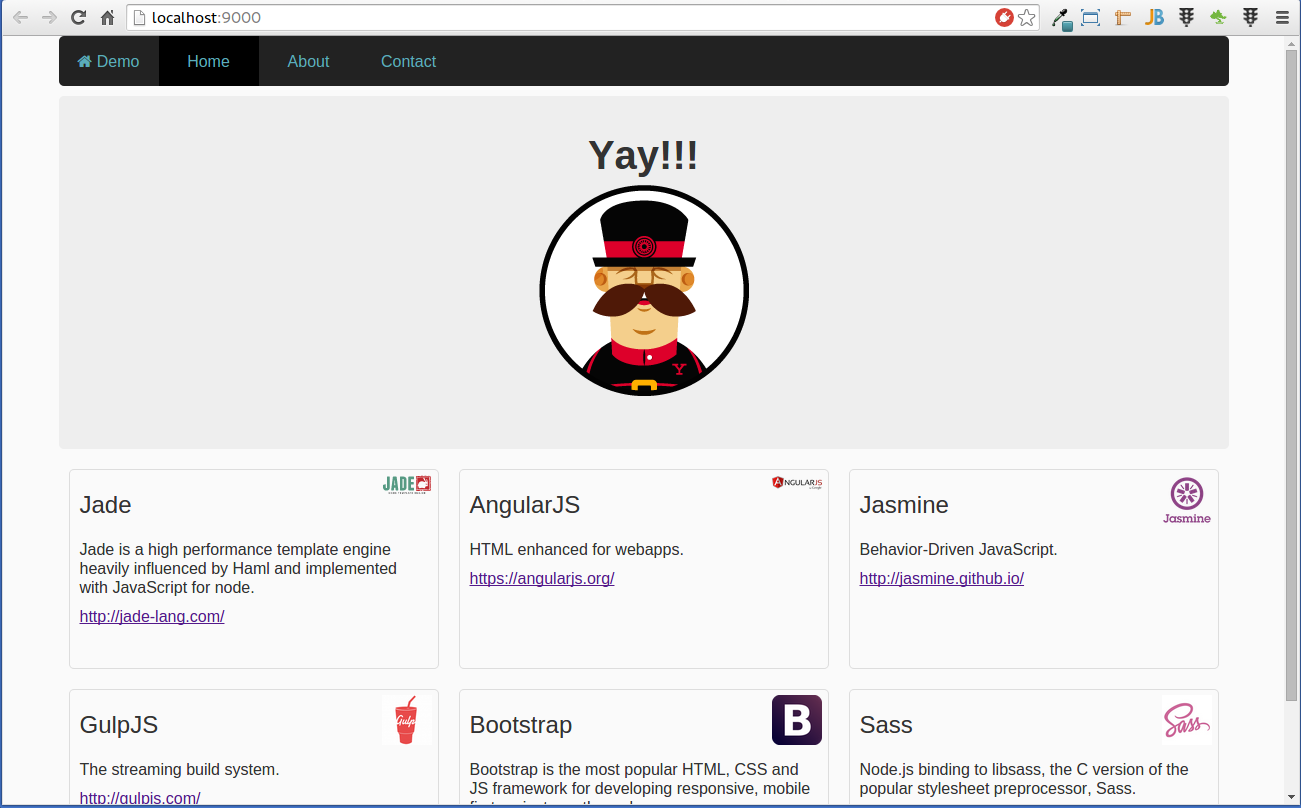 localhost:9000
JB
Demo Home About Contact
Yay!!!
Y
JADE
Jade
Jade is a high performance template engine
heavily influenced by Haml and implemented
with JavaScript for node.
http://jade-lang.com/
ANGULARJS
AngularJS
HTML enhanced for webapps.
https://angularjs.org/
Jasmine
Jasmine
Behavior-Driven JavaScript.
http://jasmine.github.io/
Gulp
GulpJS
The streaming build system.
http://gulpjs.com/
B
Bootstrap
Bootstrap is the most popular HTML, CSS and
JS framework for developing responsive, mobile
Sass
Sass
Node.js binding to libsass, the C version of the
popular stylesheet preprocessor, Sass.